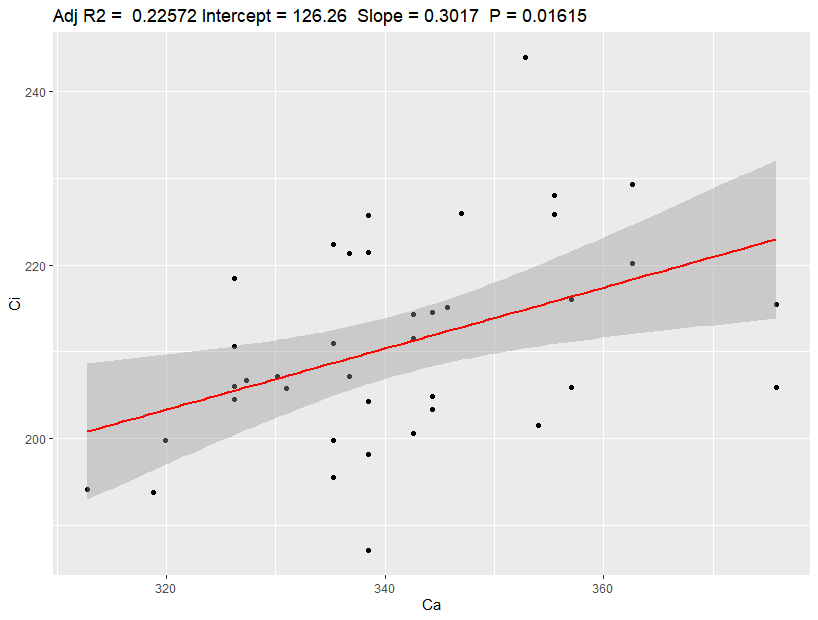 Adj R2 =  0.22572 Intercept = 126.26  Slope = 0.3017  P = 0.01615
240
220
200
Ci
320 340 360
Ca